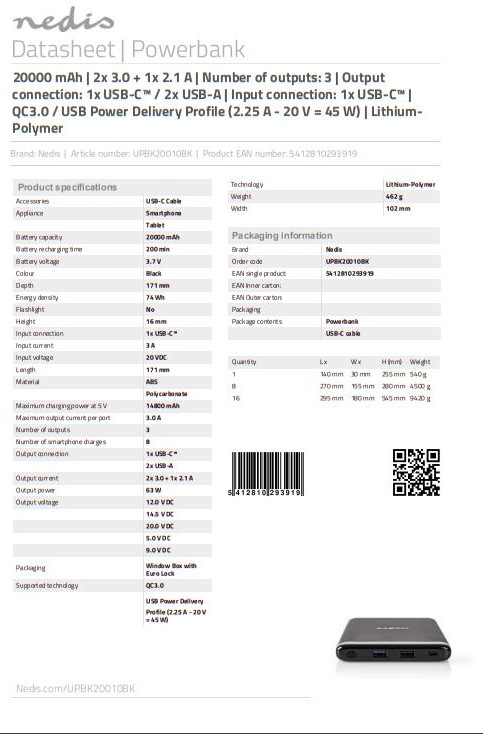 nedis
Datasheet | Powerbank
20000 mAh | 2x 3.0 + 1x 2.1 A | Number of outputs: 3 | Output
connection: 1x USB-C™ / 2x USB-A | Input connection: 1x USB-C™ |
QC3.0 / USB Power Delivery Profile (2.25 A - 20 V = 45 W) | Lithium-
Polymer
Brand: Nedis | Article number: UPBK20010BK | Product EAN number: 5412810293919
Product specifications
Accessories USB-C Cable
Appliance Smartphone
Tablet
Battery capacity 20000 mAh
Battery recharging time 200 min
Battery voltage 3.7 V
Colour Black
Depth 171 mm
Energy density 74 Wh
Flashlight No
Height 16 mm
Input connection 1x USB-C™
Input current 3 A
Input voltage 20 VDC
Length 171 mm
Material ABS
Polycarbonate
Maximum charging power at 5 V 14800 mAh
Maximum output current per port 3.0 A
Number of outputs 3
Number of smartphone charges 8
Output connection 1x USB-C™
2x USB-A
Output current 2x 3.0 + 1x 2.1 A
Output power 63 W
Output voltage 12.0 VDC
14.5 VDC
20.0 VDC
5.0 VDC
9.0 VDC
Packaging Window Box with
Euro Lock
Supported technology QC3.0
USB Power Delivery
Profile (2.25 A - 20 V
= 45 W)
Technology Lithium-Polymer
Weight 462 g
Width 102 mm
Packaging information
Brand Nedis
Order code UPBK20010BK
EAN single product 5412810293919
EAN Inner carton:
EAN Outer carton:
Packaging
Package contents Powerbank
USB-C cable
Quantity L x W x H (mm) Weight
1 140 mm 30 mm 255 mm 540 g
8 270 mm 155 mm 280 mm 4500 g
16 295 mm 180 mm 545 mm 9420 g
5 412810 293919
nedis
Nedis.com/UPBK20010BK